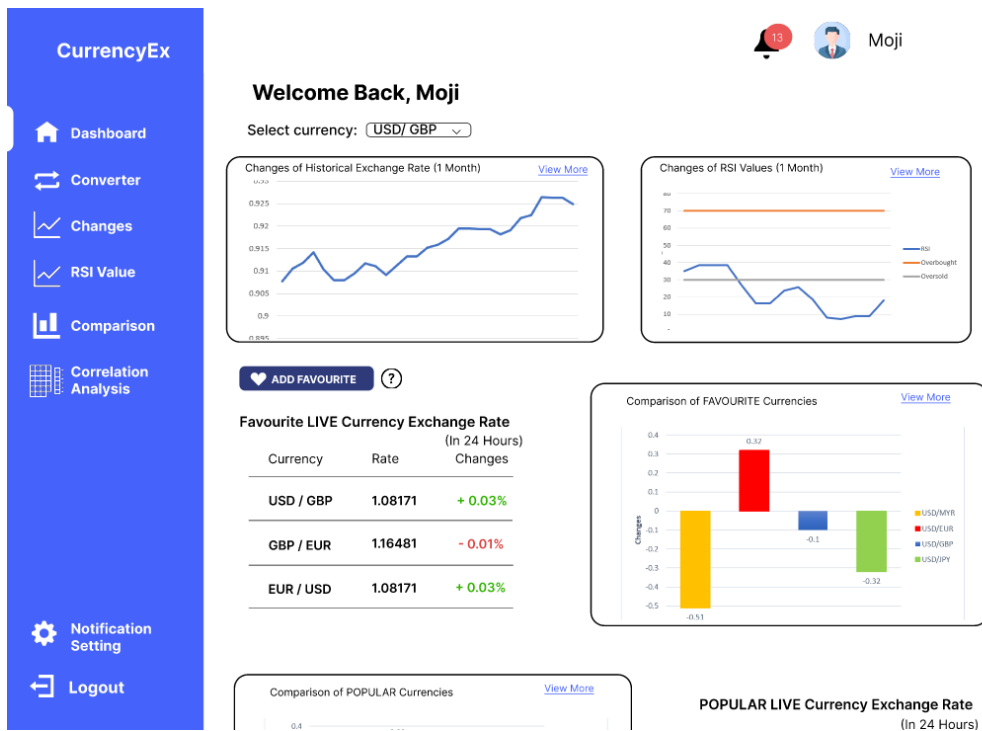 CurrencyEx
13
Moji
Dashboard
Converter
Changes
RSI Value
Comparison
Correlation
Analysis
Notification
Setting
Logout
Welcome Back, Moji
Select currency: USD/ GBP
Changes of Historical Exchange Rate (1 Month)
View More
0.93
0.925
0.92
0.915
0.91
0.905
0.9
0.895
Changes of RSI Values (1 Month)
View More
80
70
60
50
40
30
20
10
RSI
Overbought
Oversold
ADD FAVOURITE
?
Favourite LIVE Currency Exchange Rate
(In 24 Hours)
Currency Rate Changes
USD / GBP 1.08171 + 0.03%
GBP / EUR 1.16481 - 0.01%
EUR / USD 1.08171 + 0.03%
Comparison of FAVOURITE Currencies
View More
0.4
0.3
0.2
0.1
0
-0.1
-0.2
-0.3
-0.4
-0.5
Changes
0.32
-0.1
-0.32
-0.51
USD/MYR
USD/EUR
USD/GBP
USD/JPY
Comparison of POPULAR Currencies
View More
0.4
POPULAR LIVE Currency Exchange Rate
(In 24 Hours)